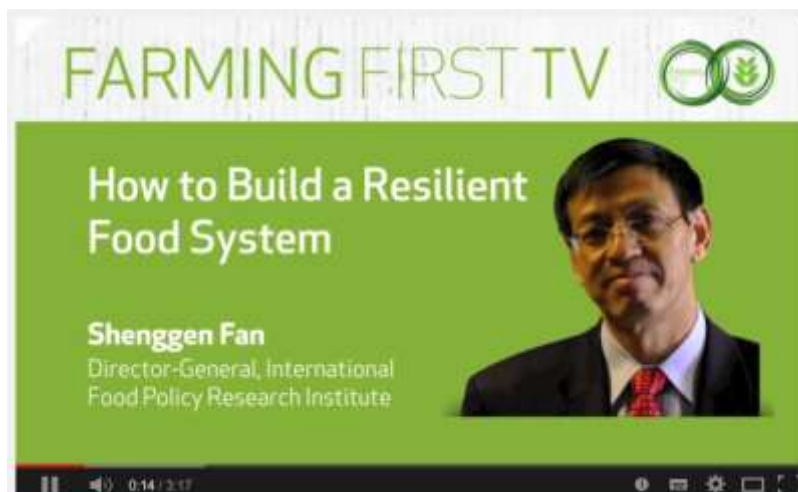 FARMING FIRST TV
How to Build a Resilient
Food System
Shenggen Fan
Director-General, International
Food Policy Research Institute
0:14 / 3:17